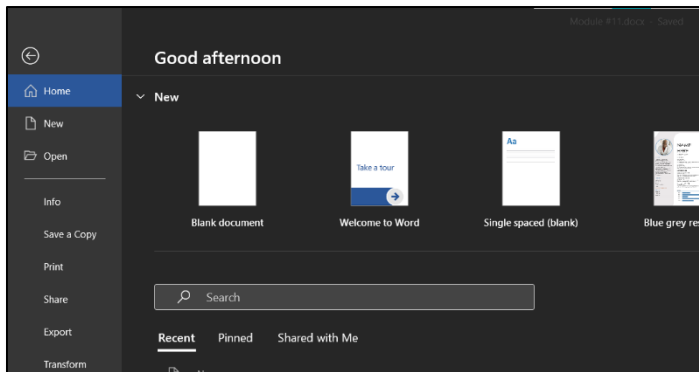 Module #11.docx - Saved
Good afternoon
Home
New
Open
Info
Save a Copy
Print
Share
Export
Transform
New
Aa
Take a tour
Blank document
Welcome to Word
Single spaced (blank)
Blue grey
Search
Recent Pinned Shared with Me